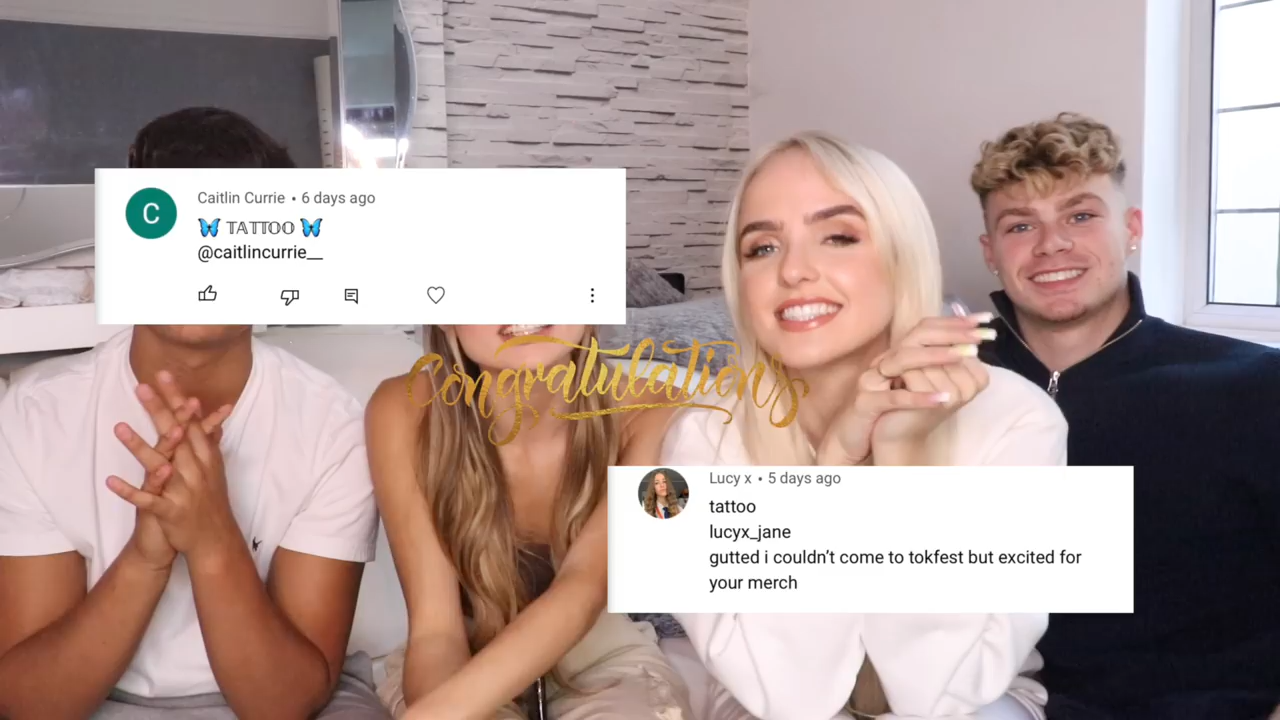 C
Caitlin Currie • 6 days ago
🦋 𝕋𝔸𝕋𝕋𝕆𝕆 🦋
@caitlincurrie__
Congratulations
Lucy x • 5 days ago
tattoo
lucyx_jane
gutted i couldn’t come to tokfest but excited for
your merch